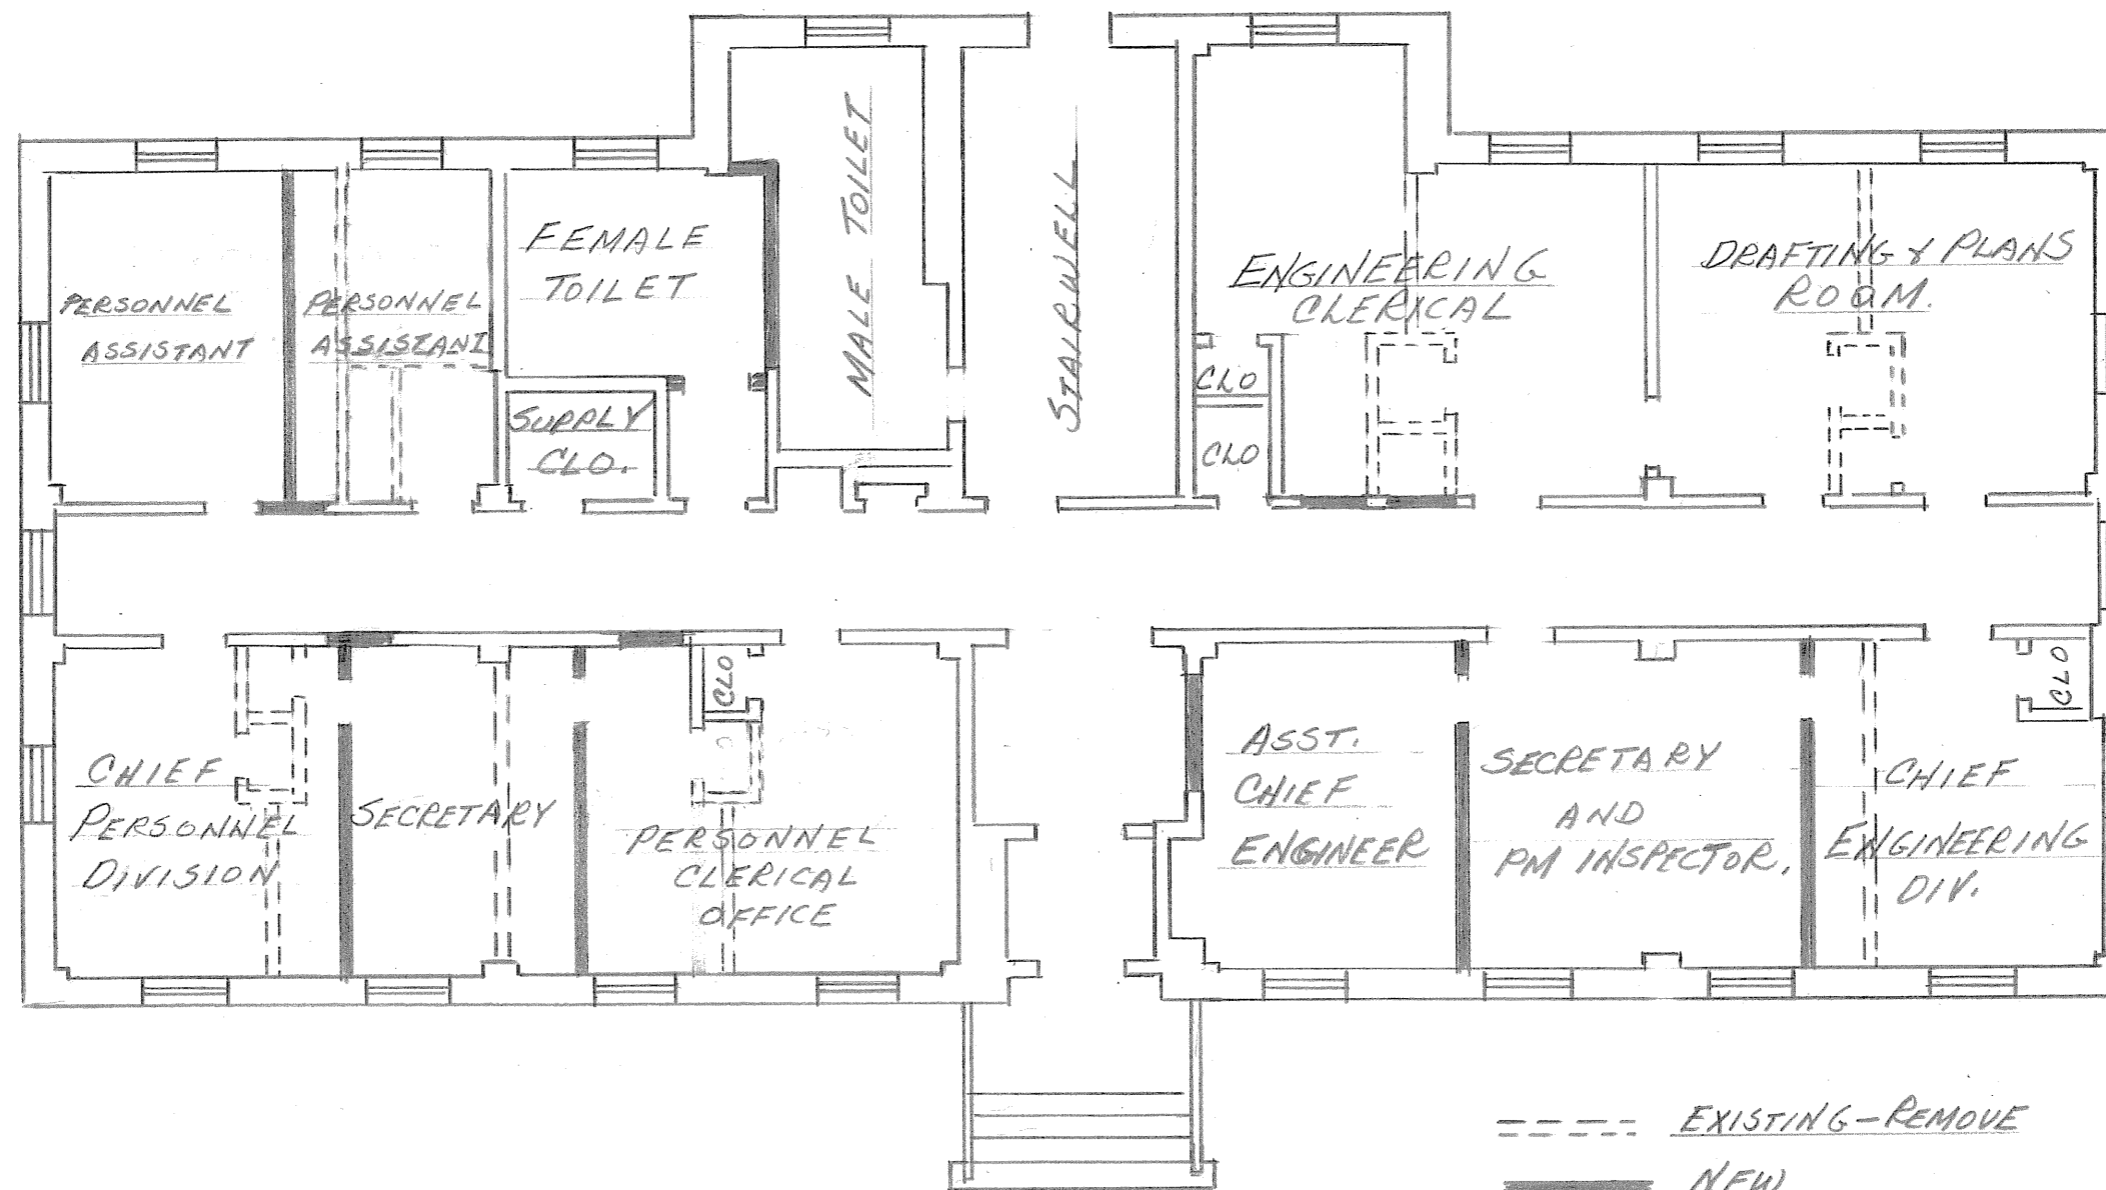 PERSONNEL
ASSISTANT
PERSONNEL
ASSISTANT
FEMALE
TOILET
SUPPLY
CLO.
MALE TOILET
STAIRWELL
CLO
CLO
ENGINEERING
CLERICAL
DRAFTING & PLANS
ROOM.
CHIEF
PERSONNEL
DIVISION
SECRETARY
CLO
PERSONNEL
CLERICAL
OFFICE
ASST.
CHIEF
ENGINEER
SECRETARY
AND
PM INSPECTOR.
CLO
CHIEF
ENGINEERING
DIV.
EXISTING-REMOVE
NEW